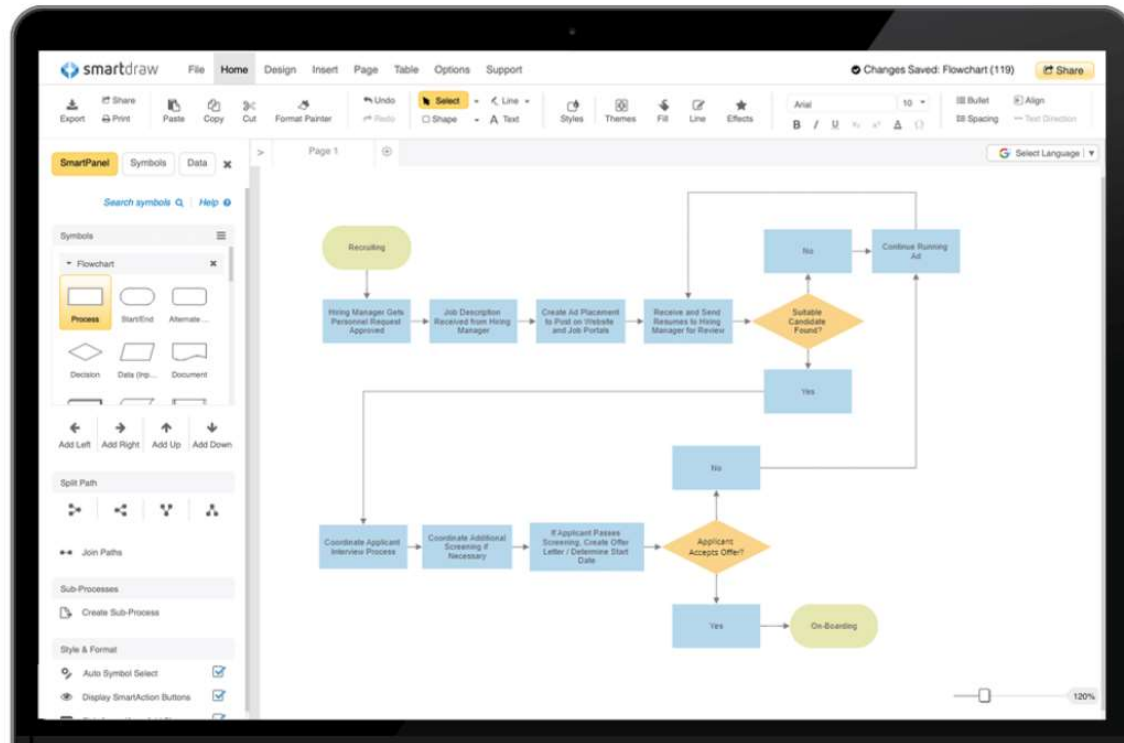 smartdraw
File Home Design Insert Page Table Options Support
Changes Saved: Flowchart (119)
Share
Export
Share
Print
Paste
Copy
Cut
Format Painter
Undo
Redo
Select
Shape
Line
A Text
Styles
Themes
Fill
Line
Effects
Arial
10
B I U
Bullet
Spacing
Align
Text Direction
SmartPanel
Symbols
Data
Page 1
Select Language
Search symbols
Help
Symbols
Flowchart
Process
Start/End
Alternate ...
Decision
Data (Inp...
Document
Add Left
Add Right
Add Up
Add Down
Split Path
Join Paths
Sub-Processes
Create Sub-Process
Style & Format
Auto Symbol Select
Display SmartAction Buttons
Recruiting
Hiring Manager Gets
Personnel Request
Approved
Job Description
Received from Hiring
Manager
Create Ad Placement
to Post on Website
and Job Portals
Receive and Send
Resumes to Hiring
Manager for Review
Suitable
Candidate
Found?
No
Continue Running
Ad
Yes
Coordinate Applicant
Interview Process
Coordinate Additional
Screening if
Necessary
If Applicant Passes
Screening, Create Offer
Letter / Determine Start
Date
Applicant
Accepts Offer?
No
Yes
On-Boarding
120%